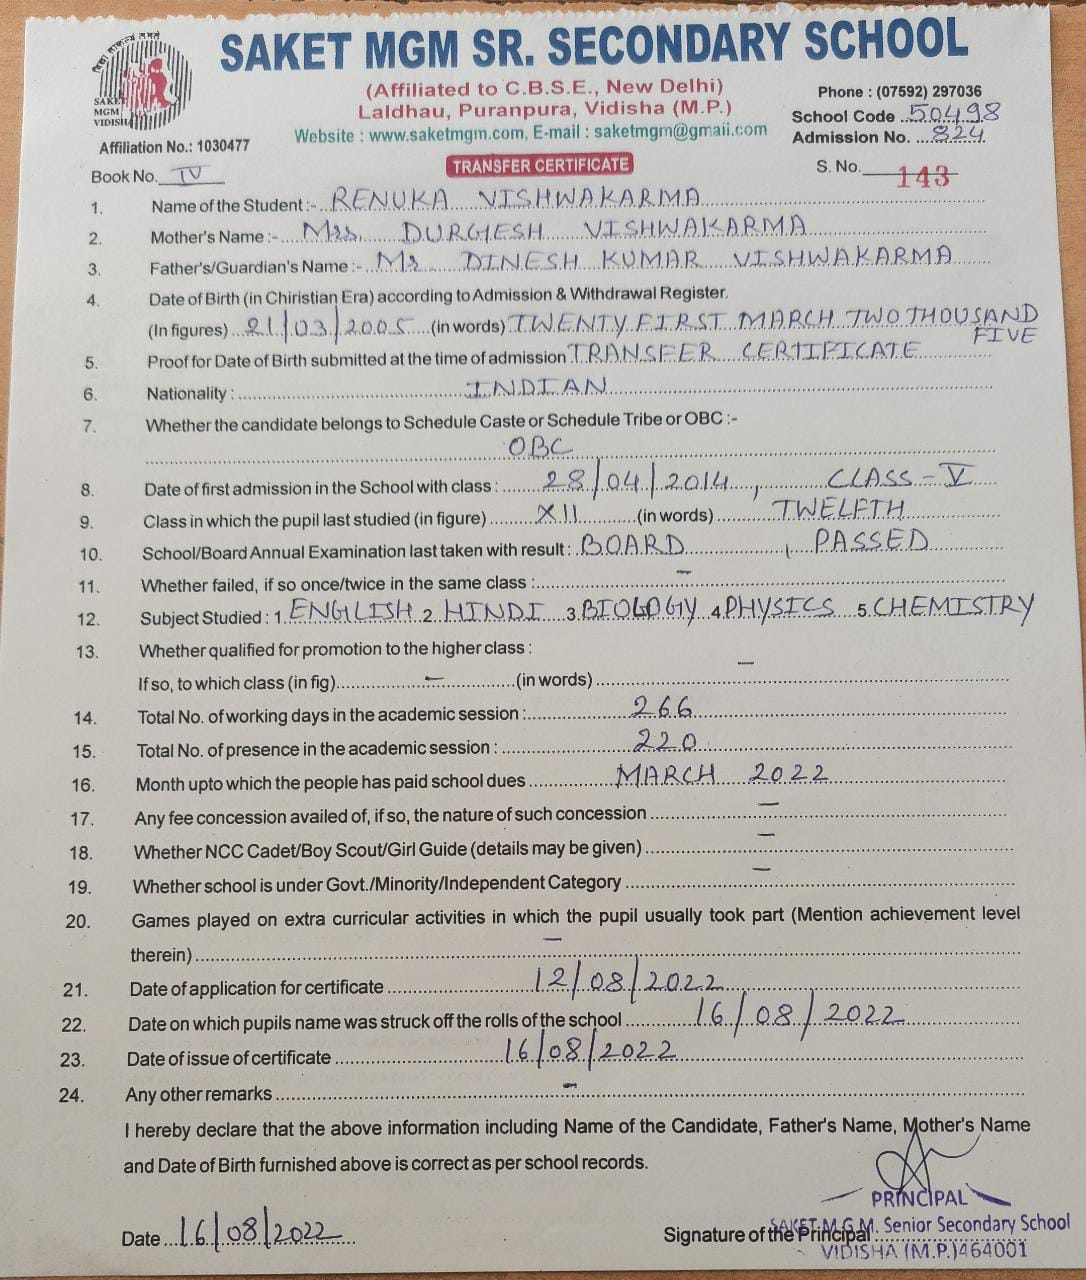 SAKET MGM SR. SECONDARY SCHOOL
SAKET
MGM
VIDISHA
(Affiliated to C.B.S.E., New Delhi)
Laldhau, Puranpura, Vidisha (M.P.)
Website : www.saketmgm.com, E-mail : saketmgm@gmail.com
Phone : (07592) 297036
School Code ..50498
Admission No. ....824
Affiliation No.: 1030477
Book No. IV
TRANSFER CERTIFICATE
S. No. 143
1. Name of the Student :- RENUKA VISHWAKARMA
2. Mother's Name :- Mrs. DURGESH VISHWAKARMA
3. Father's/Guardian's Name :- Mr DINESH KUMAR VISHWAKARMA
4. Date of Birth (in Chiristian Era) according to Admission & Withdrawal Register.
(In figures) 21/03/2005 (in words) TWENTY FIRST MARCH TWO THOUSAND
FIVE
5. Proof for Date of Birth submitted at the time of admission TRANSFER CERTIFICATE
6. Nationality : INDIAN
7. Whether the candidate belongs to Schedule Caste or Schedule Tribe or OBC :-
OBC
8. Date of first admission in the School with class : 28/04/2014, CLASS - V
9. Class in which the pupil last studied (in figure) XII (in words) TWELFTH
10. School/Board Annual Examination last taken with result : BOARD, PASSED
11. Whether failed, if so once/twice in the same class : -
12. Subject Studied : 1. ENGLISH 2. HINDI 3. BIOLOGY 4. PHYSICS 5. CHEMISTRY
13. Whether qualified for promotion to the higher class :
If so, to which class (in fig) - (in words) -
14. Total No. of working days in the academic session : 266
15. Total No. of presence in the academic session : 220
16. Month upto which the people has paid school dues MARCH 2022
17. Any fee concession availed of, if so, the nature of such concession -
18. Whether NCC Cadet/Boy Scout/Girl Guide (details may be given) -
19. Whether school is under Govt./Minority/Independent Category -
20. Games played on extra curricular activities in which the pupil usually took part (Mention achievement level
therein) -
21. Date of application for certificate 12/08/2022
22. Date on which pupils name was struck off the rolls of the school 16/08/2022
23. Date of issue of certificate 16/08/2022
24. Any other remarks -
I hereby declare that the above information including Name of the Candidate, Father's Name, Mother's Name
and Date of Birth furnished above is correct as per school records.
PRINCIPAL
SAKET M.G.M. Senior Secondary School
VIDISHA (M.P.) 464001
Date 16/08/2022
Signature of the Principal :